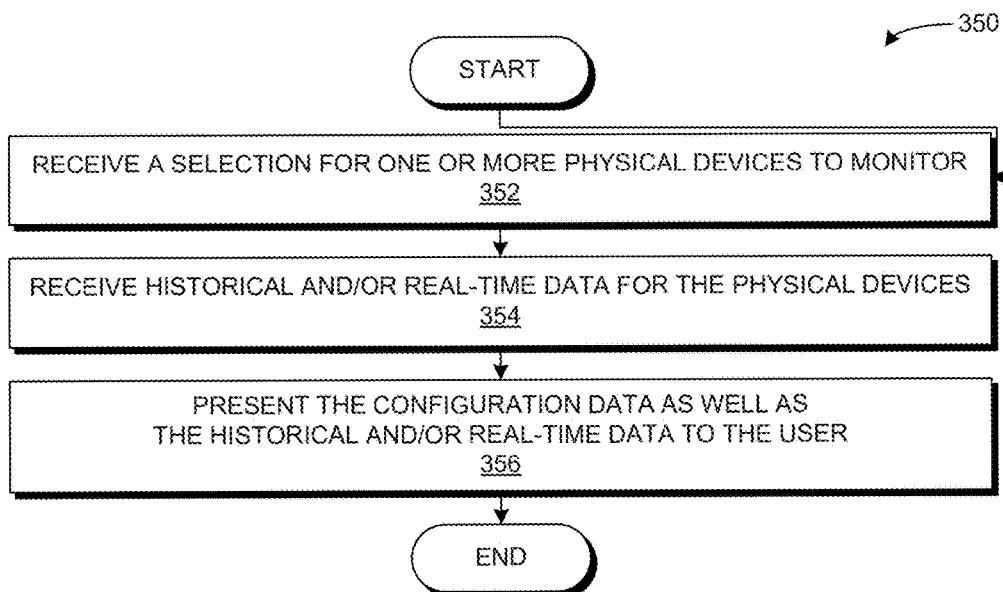 350
START
RECEIVE A SELECTION FOR ONE OR MORE PHYSICAL DEVICES TO MONITOR
352
RECEIVE HISTORICAL AND/OR REAL-TIME DATA FOR THE PHYSICAL DEVICES
354
PRESENT THE CONFIGURATION DATA AS WELL AS
THE HISTORICAL AND/OR REAL-TIME DATA TO THE USER
356
END